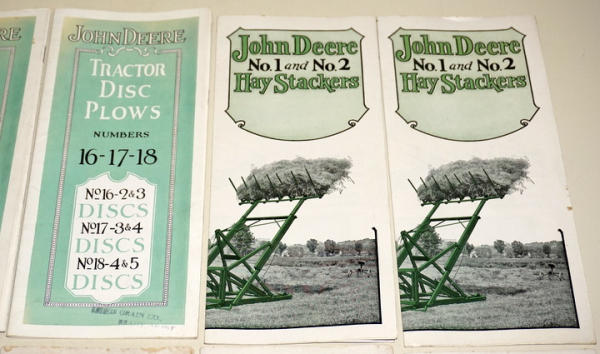 JOHN DEERE
TRACTOR
DISC
PLOWS
NUMBERS
16-17-18
No16-2&3
DISCS
No17-3&4
DISCS
No18-4&5
DISCS
GRAIN CO.
John Deere
No.1 and No.2
Hay Stackers
John Deere
No.1 and No.2
Hay Stackers